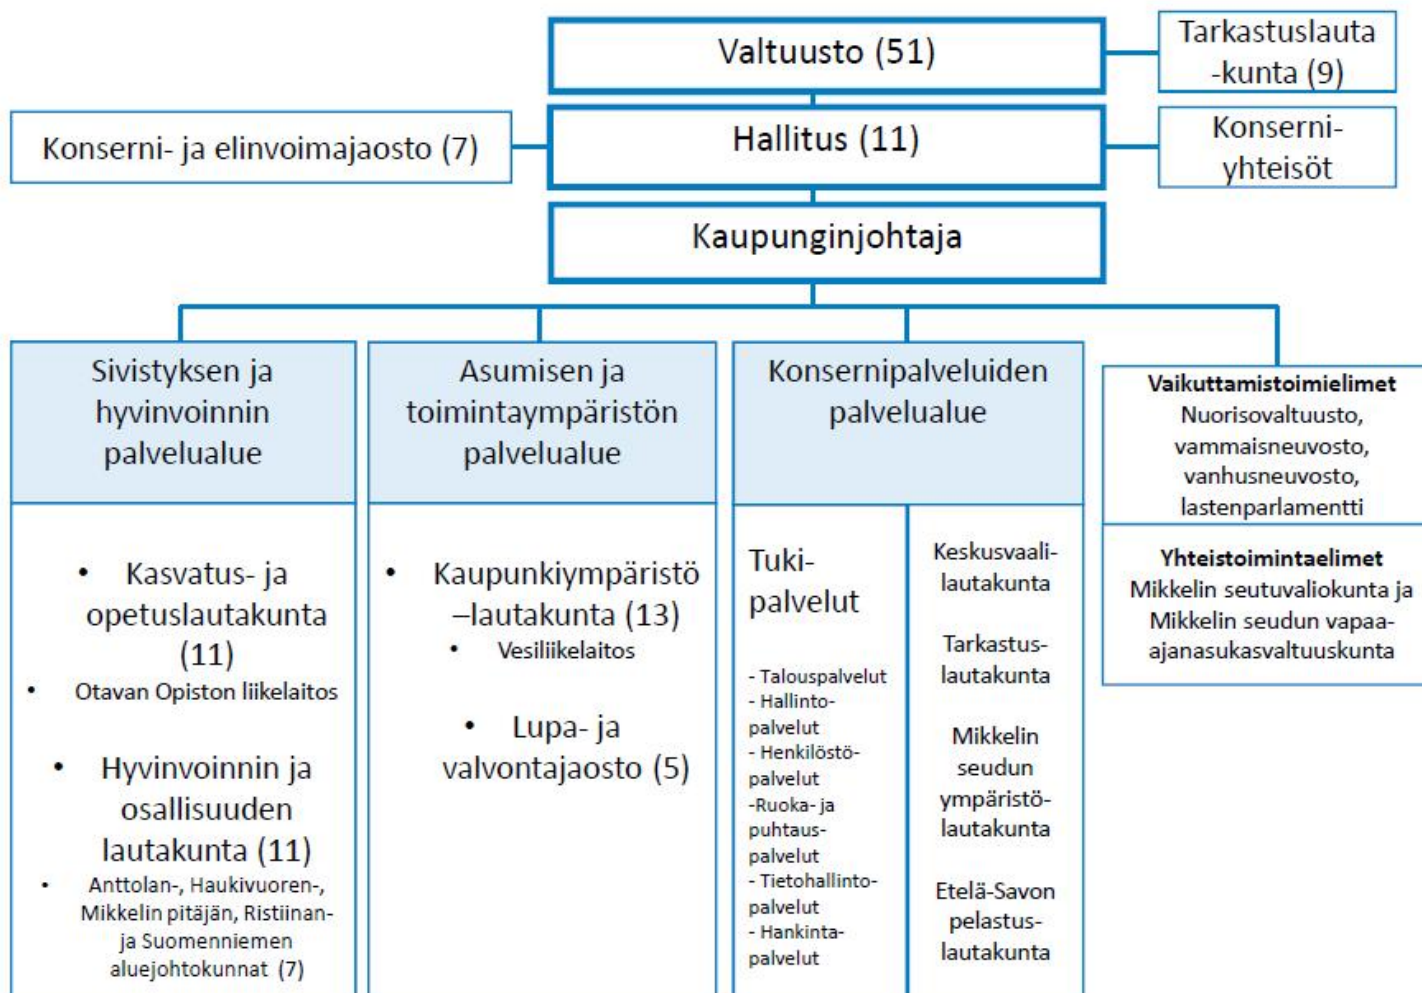 Valtuusto (51)
Tarkastuslauta
-kunta (9)
Konserni- ja elinvoimajaosto (7)
Hallitus (11)
Konserni-
yhteisöt
Kaupunginjohtaja
Sivistyksen ja
hyvinvoinnin
palvelualue
• Kasvatus- ja
opetuslautakunta
(11)
• Otavan Opiston liikelaitos
• Hyvinvoinnin ja
osallisuuden
lautakunta (11)
• Anttolan-, Haukivuoren-,
Mikkelin pitäjän, Ristiinan-
ja Suomenniemen
aluejohtokunnat (7)
Asumisen ja
toimintaympäristön
palvelualue
• Kaupunkiympäristö
–lautakunta (13)
• Vesiliikelaitos
• Lupa- ja
valvontajaosto (5)
Konsernipalveluiden
palvelualue
Tuki-
palvelut
- Talouspalvelut
- Hallinto-
palvelut
- Henkilöstö-
palvelut
-Ruoka- ja
puhtaus-
palvelut
- Tietohallinto-
palvelut
- Hankinta-
palvelut
Keskusvaali-
lautakunta
Tarkastus-
lautakunta
Mikkelin
seudun
ympäristö-
lautakunta
Etelä-Savon
pelastus-
lautakunta
Vaikuttamistoimielimet
Nuorisovaltuusto,
vammaisneuvosto,
vanhusneuvosto,
lastenparlamentti
Yhteistoimintaelimet
Mikkelin seutuvaliokunta ja
Mikkelin seudun vapaa-
ajanasukasvaltuuskunta